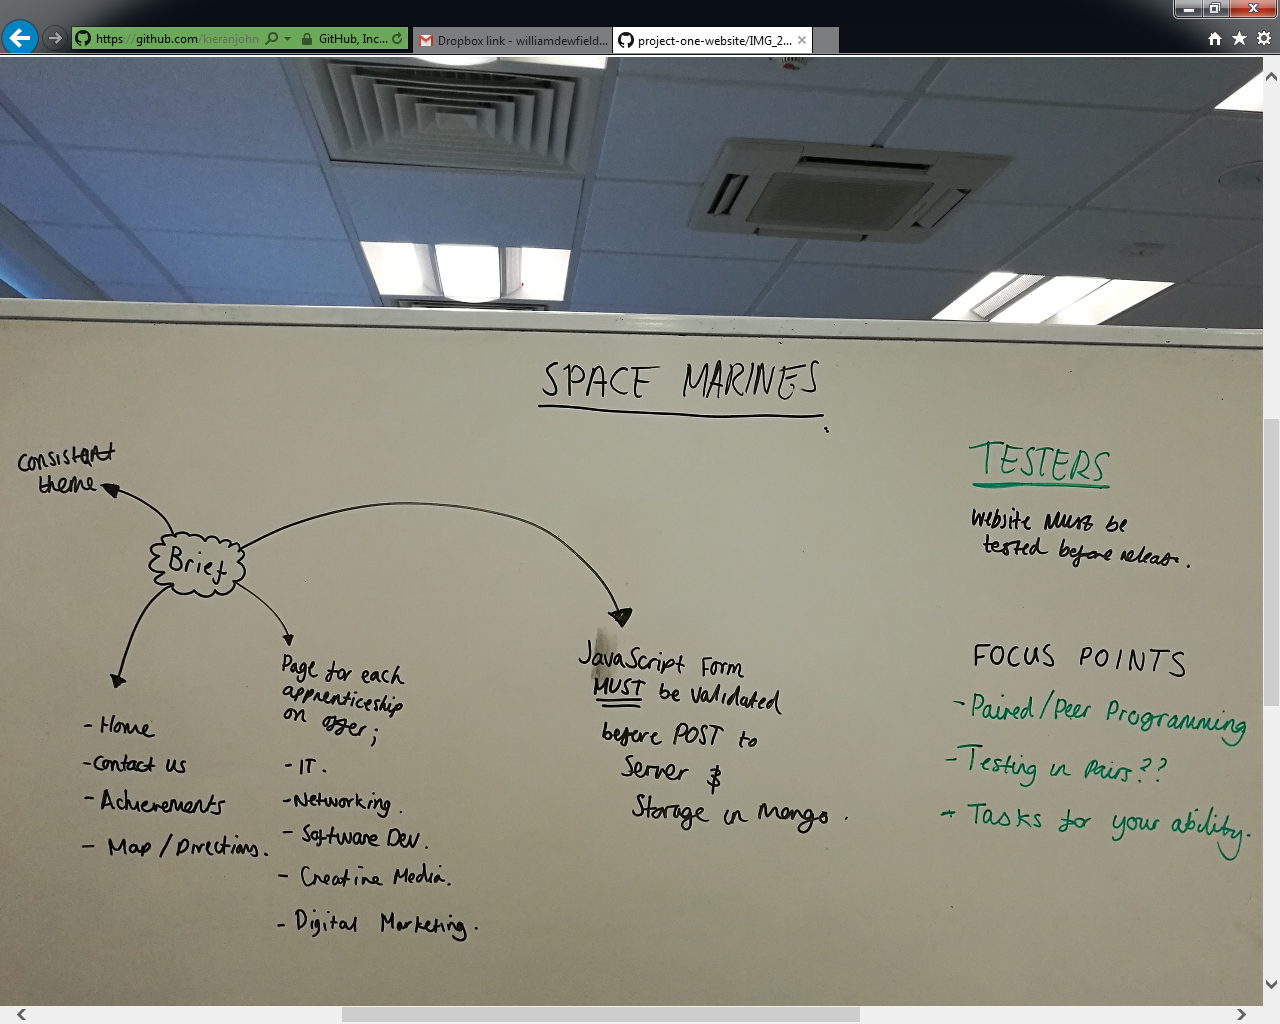 https://github.com/kieranjohn
GitHub, Inc...
Dropbox link - williamdewfield...
project-one-website/IMG_2...
SPACE MARINES
Consistant
theme
Brief
- Home
- Contact us
- Achievements
- Map / Directions.
Page for each
apprenticeship
on offer;
- IT.
- Networking.
- Software Dev.
- Creative Media.
- Digital Marketing.
JavaScript Form
MUST be validated
before POST to
Server $
Storage in Mongo.
TESTERS
Website MUST be
tested before release.
FOCUS POINTS
- Paired/Peer Programming
- Testing in pairs??
- Tasks for your ability.